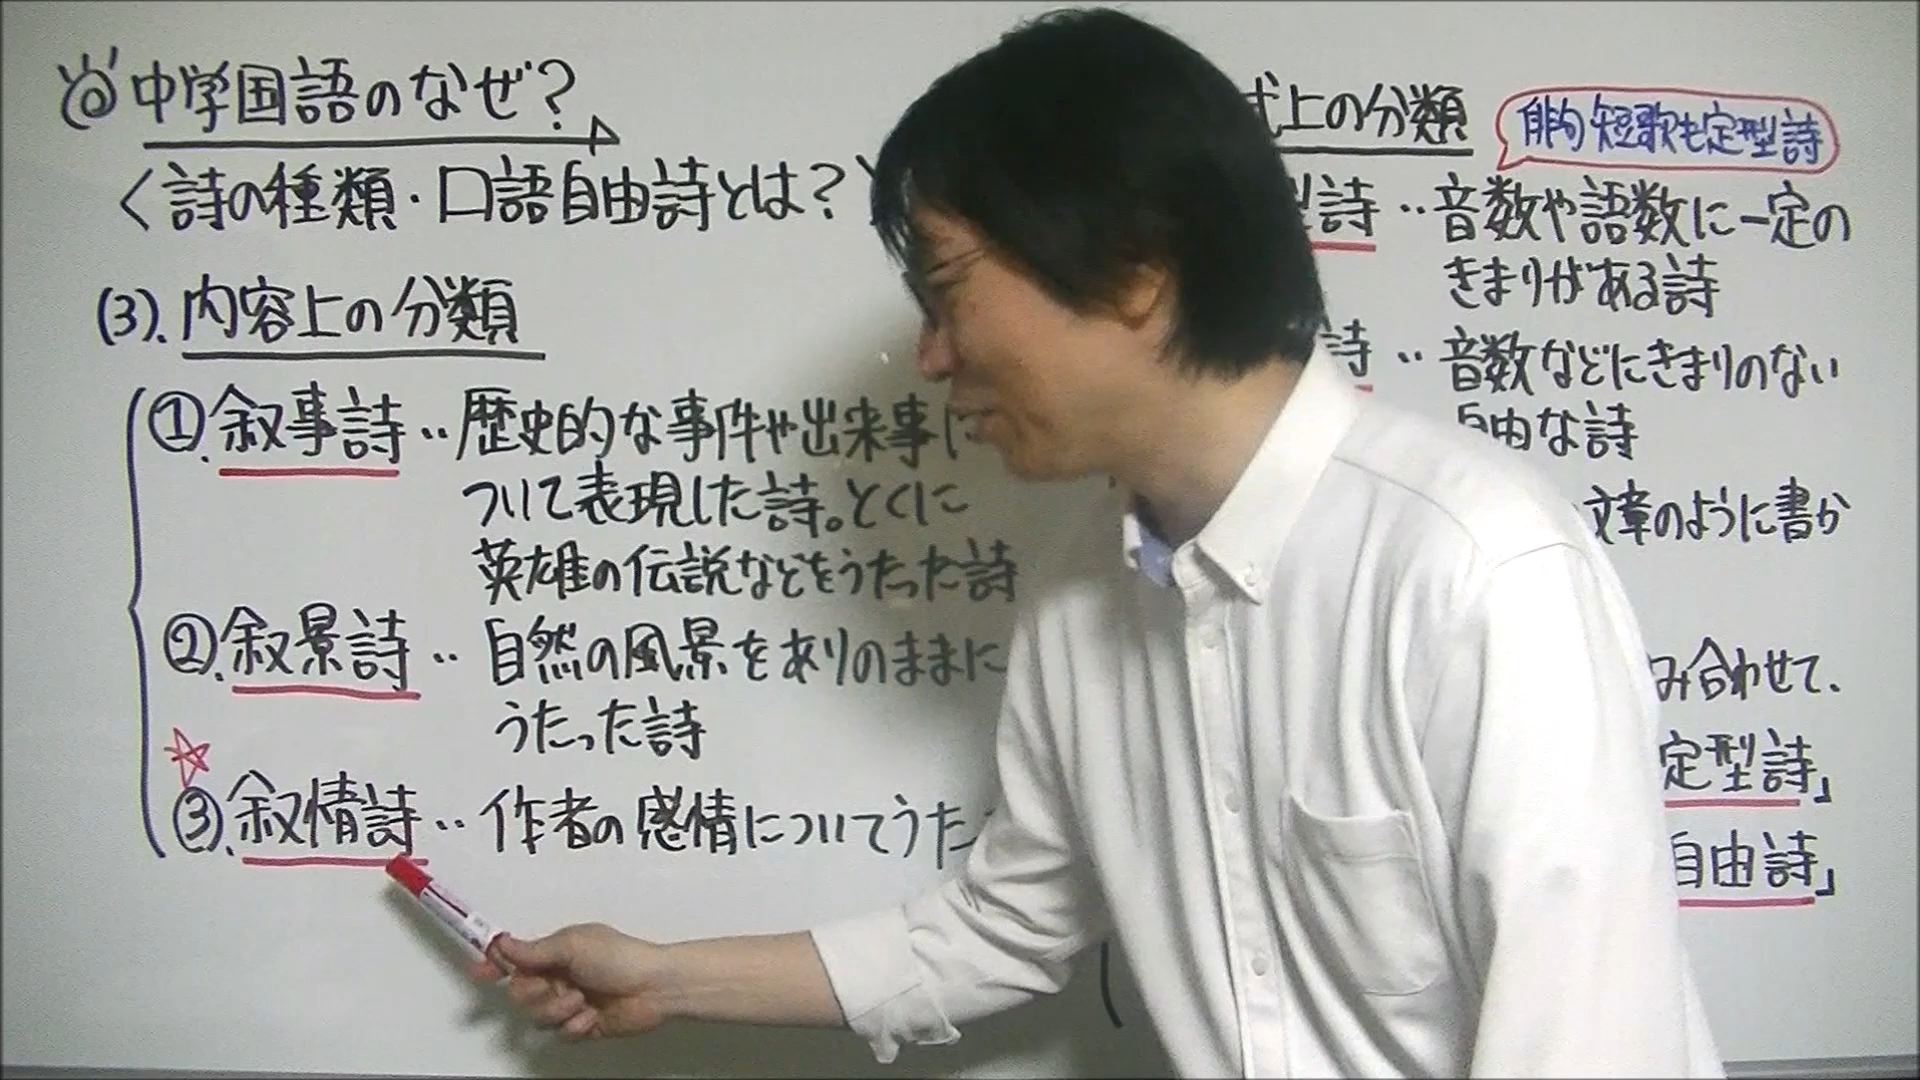 中学国語のなぜ?
〈詩の種類・口語自由詩とは?〉
(3). 内容上の分類
①. 叙事詩‥歴史的な事件や出来事に
ついて表現した詩。とくに
英雄の伝説などをうたった詩
②. 叙景詩‥自然の風景をありのままに
うたった詩
☆
③. 叙情詩‥作者の感情についてうた
式上の分類
俳句 短歌も定型詩
型詩‥音数や語数に一定の
きまりがある詩
詩‥音数などにきまりのない
自由な詩
文章のように書か
み合わせて、
定型詩」
自由詩」